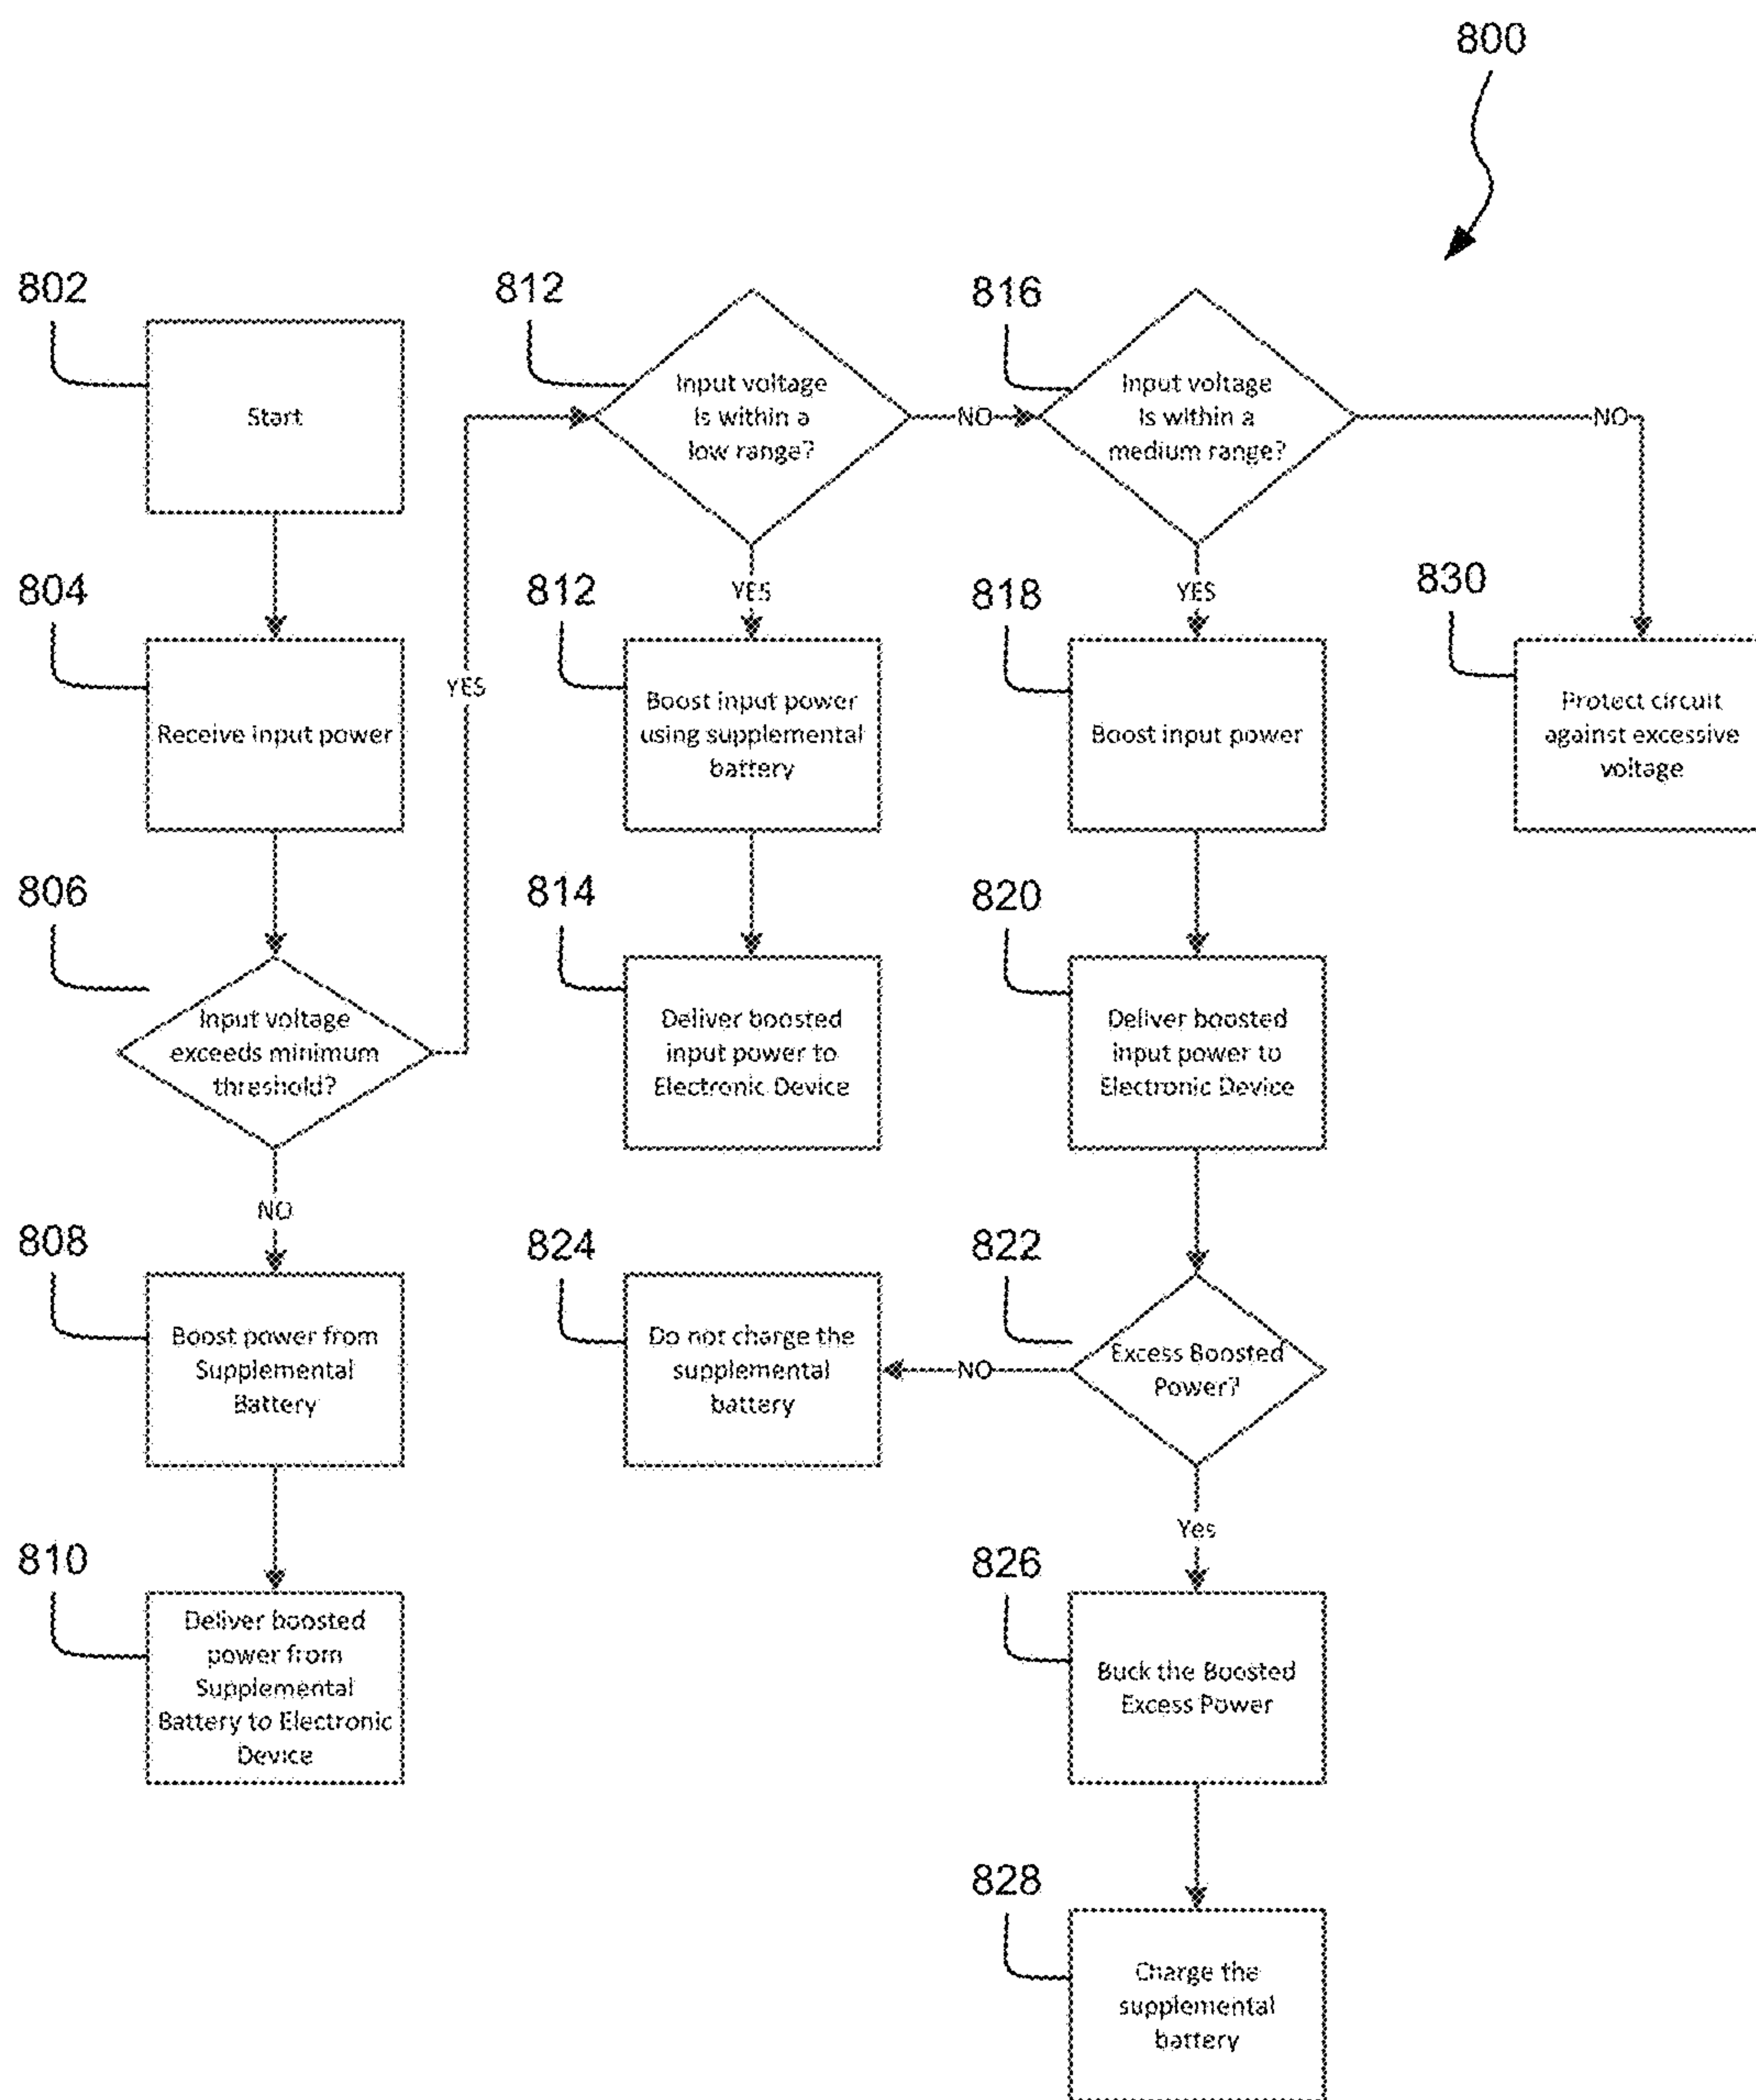 800
802
Start
804
Receive input power
806
Input voltage
exceeds minimum
threshold?
YES
NO
808
Boost power from
Supplemental
Battery
810
Deliver boosted
power from
Supplemental
Battery to Electronic
Device
812
Input voltage
Is within a
low range?
NO
YES
812
Boost input power
using supplemental
battery
814
Deliver boosted
input power to
Electronic Device
816
Input voltage
Is within a
medium range?
NO
YES
818
Boost input power
820
Deliver boosted
input power to
Electronic Device
822
Excess Boosted
Power?
NO
824
Do not charge the
supplemental
battery
Yes
826
Buck the Boosted
Excess Power
828
Charge the
supplemental
battery
830
Protect circuit
against excessive
voltage